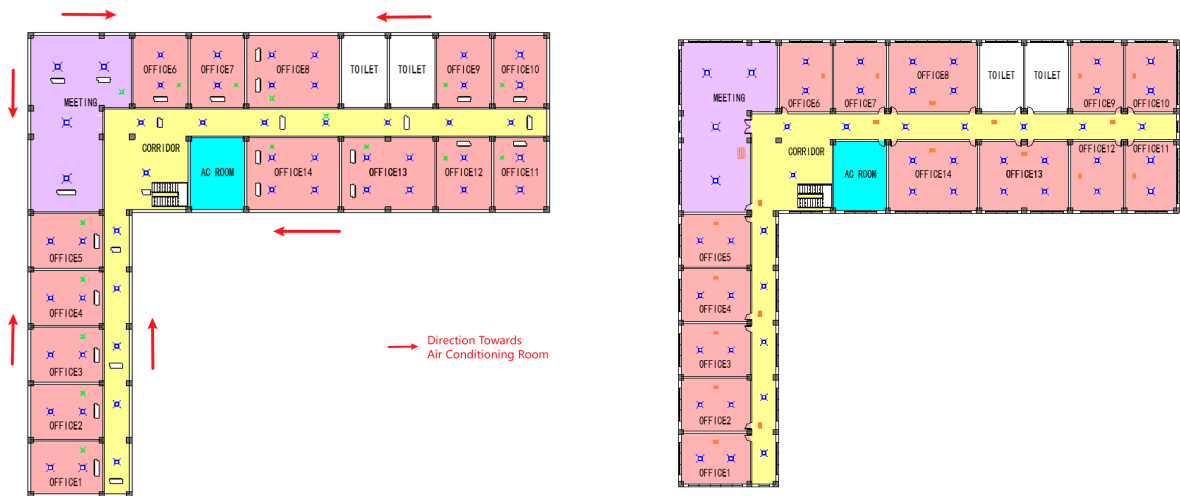 OFFICE6
OFFICE7
OFFICE8
TOILET
TOILET
OFFICE9
OFFICE10
MEETING
CORRIDOR
AC ROOM
OFFICE14
OFFICE13
OFFICE12
OFFICE11
OFFICE5
OFFICE4
OFFICE3
OFFICE2
OFFICE1
Direction Towards
Air Conditioning Room
OFFICE6
OFFICE7
OFFICE8
TOILET
TOILET
OFFICE9
OFFICE10
MEETING
CORRIDOR
AC ROOM
OFFICE14
OFFICE13
OFFICE12
OFFICE11
OFFICE5
OFFICE4
OFFICE3
OFFICE2
OFFICE1